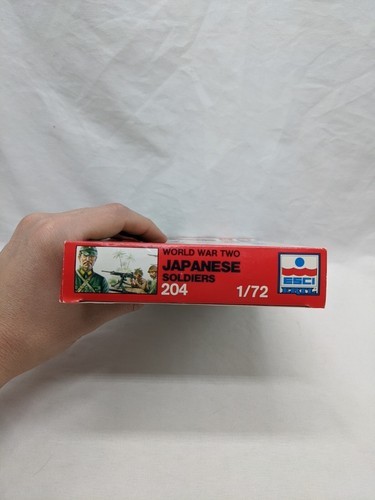 WORLD WAR TWO
JAPANESE
SOLDIERS
204 1/72
ESCI